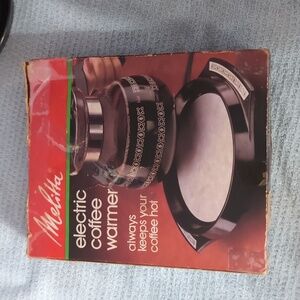 Melitta
electric
coffee
warmer
always
keeps your
coffee hot